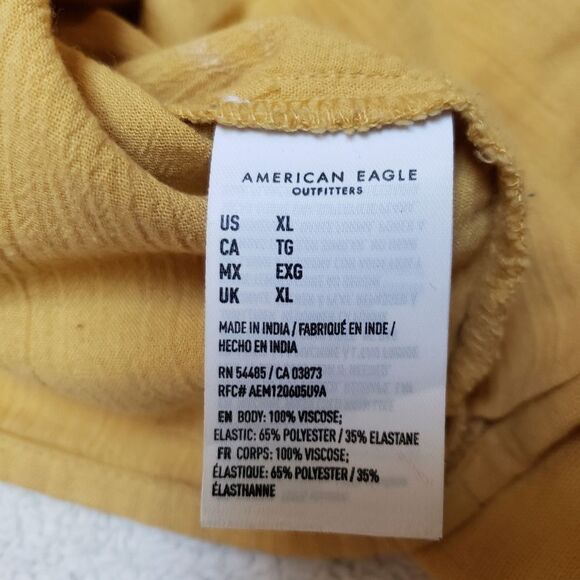 AMERICAN EAGLE
OUTFITTERS
US XL
CA TG
MX EXG
UK XL
MADE IN INDIA / FABRIQUÉ EN INDE /
HECHO EN INDIA
RN 54485 / CA 03873
RFC# AEM120605U9A
EN BODY: 100% VISCOSE;
ELASTIC: 65% POLYESTER / 35% ELASTANE
FR CORPS: 100% VISCOSE;
ÉLASTIQUE: 65% POLYESTER / 35%
ÉLASTHANNE